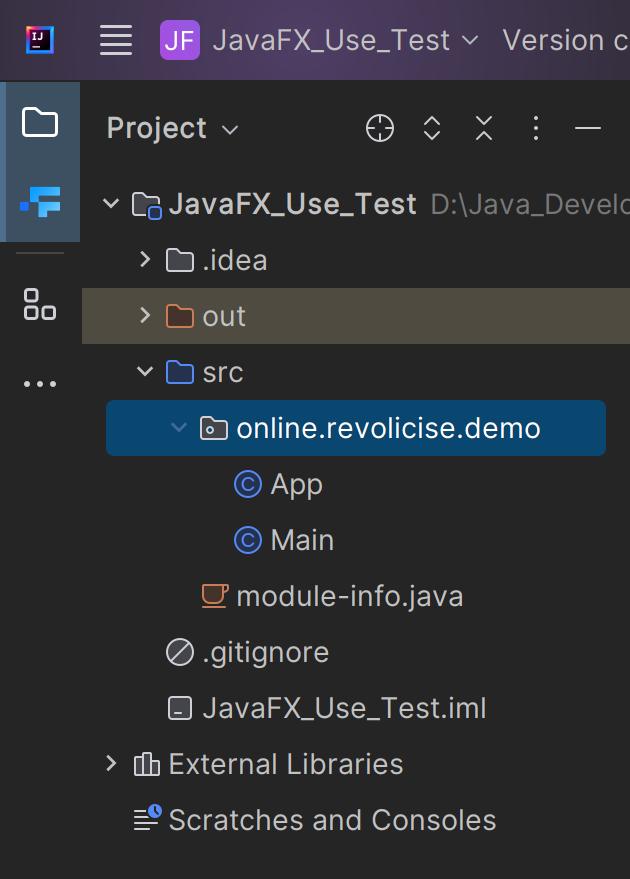 IJ JF JavaFX_Use_Test Version c
Project
JavaFX_Use_Test D:\Java_Develo
.idea
out
src
online.revolicise.demo
C App
C Main
module-info.java
.gitignore
JavaFX_Use_Test.iml
External Libraries
Scratches and Consoles